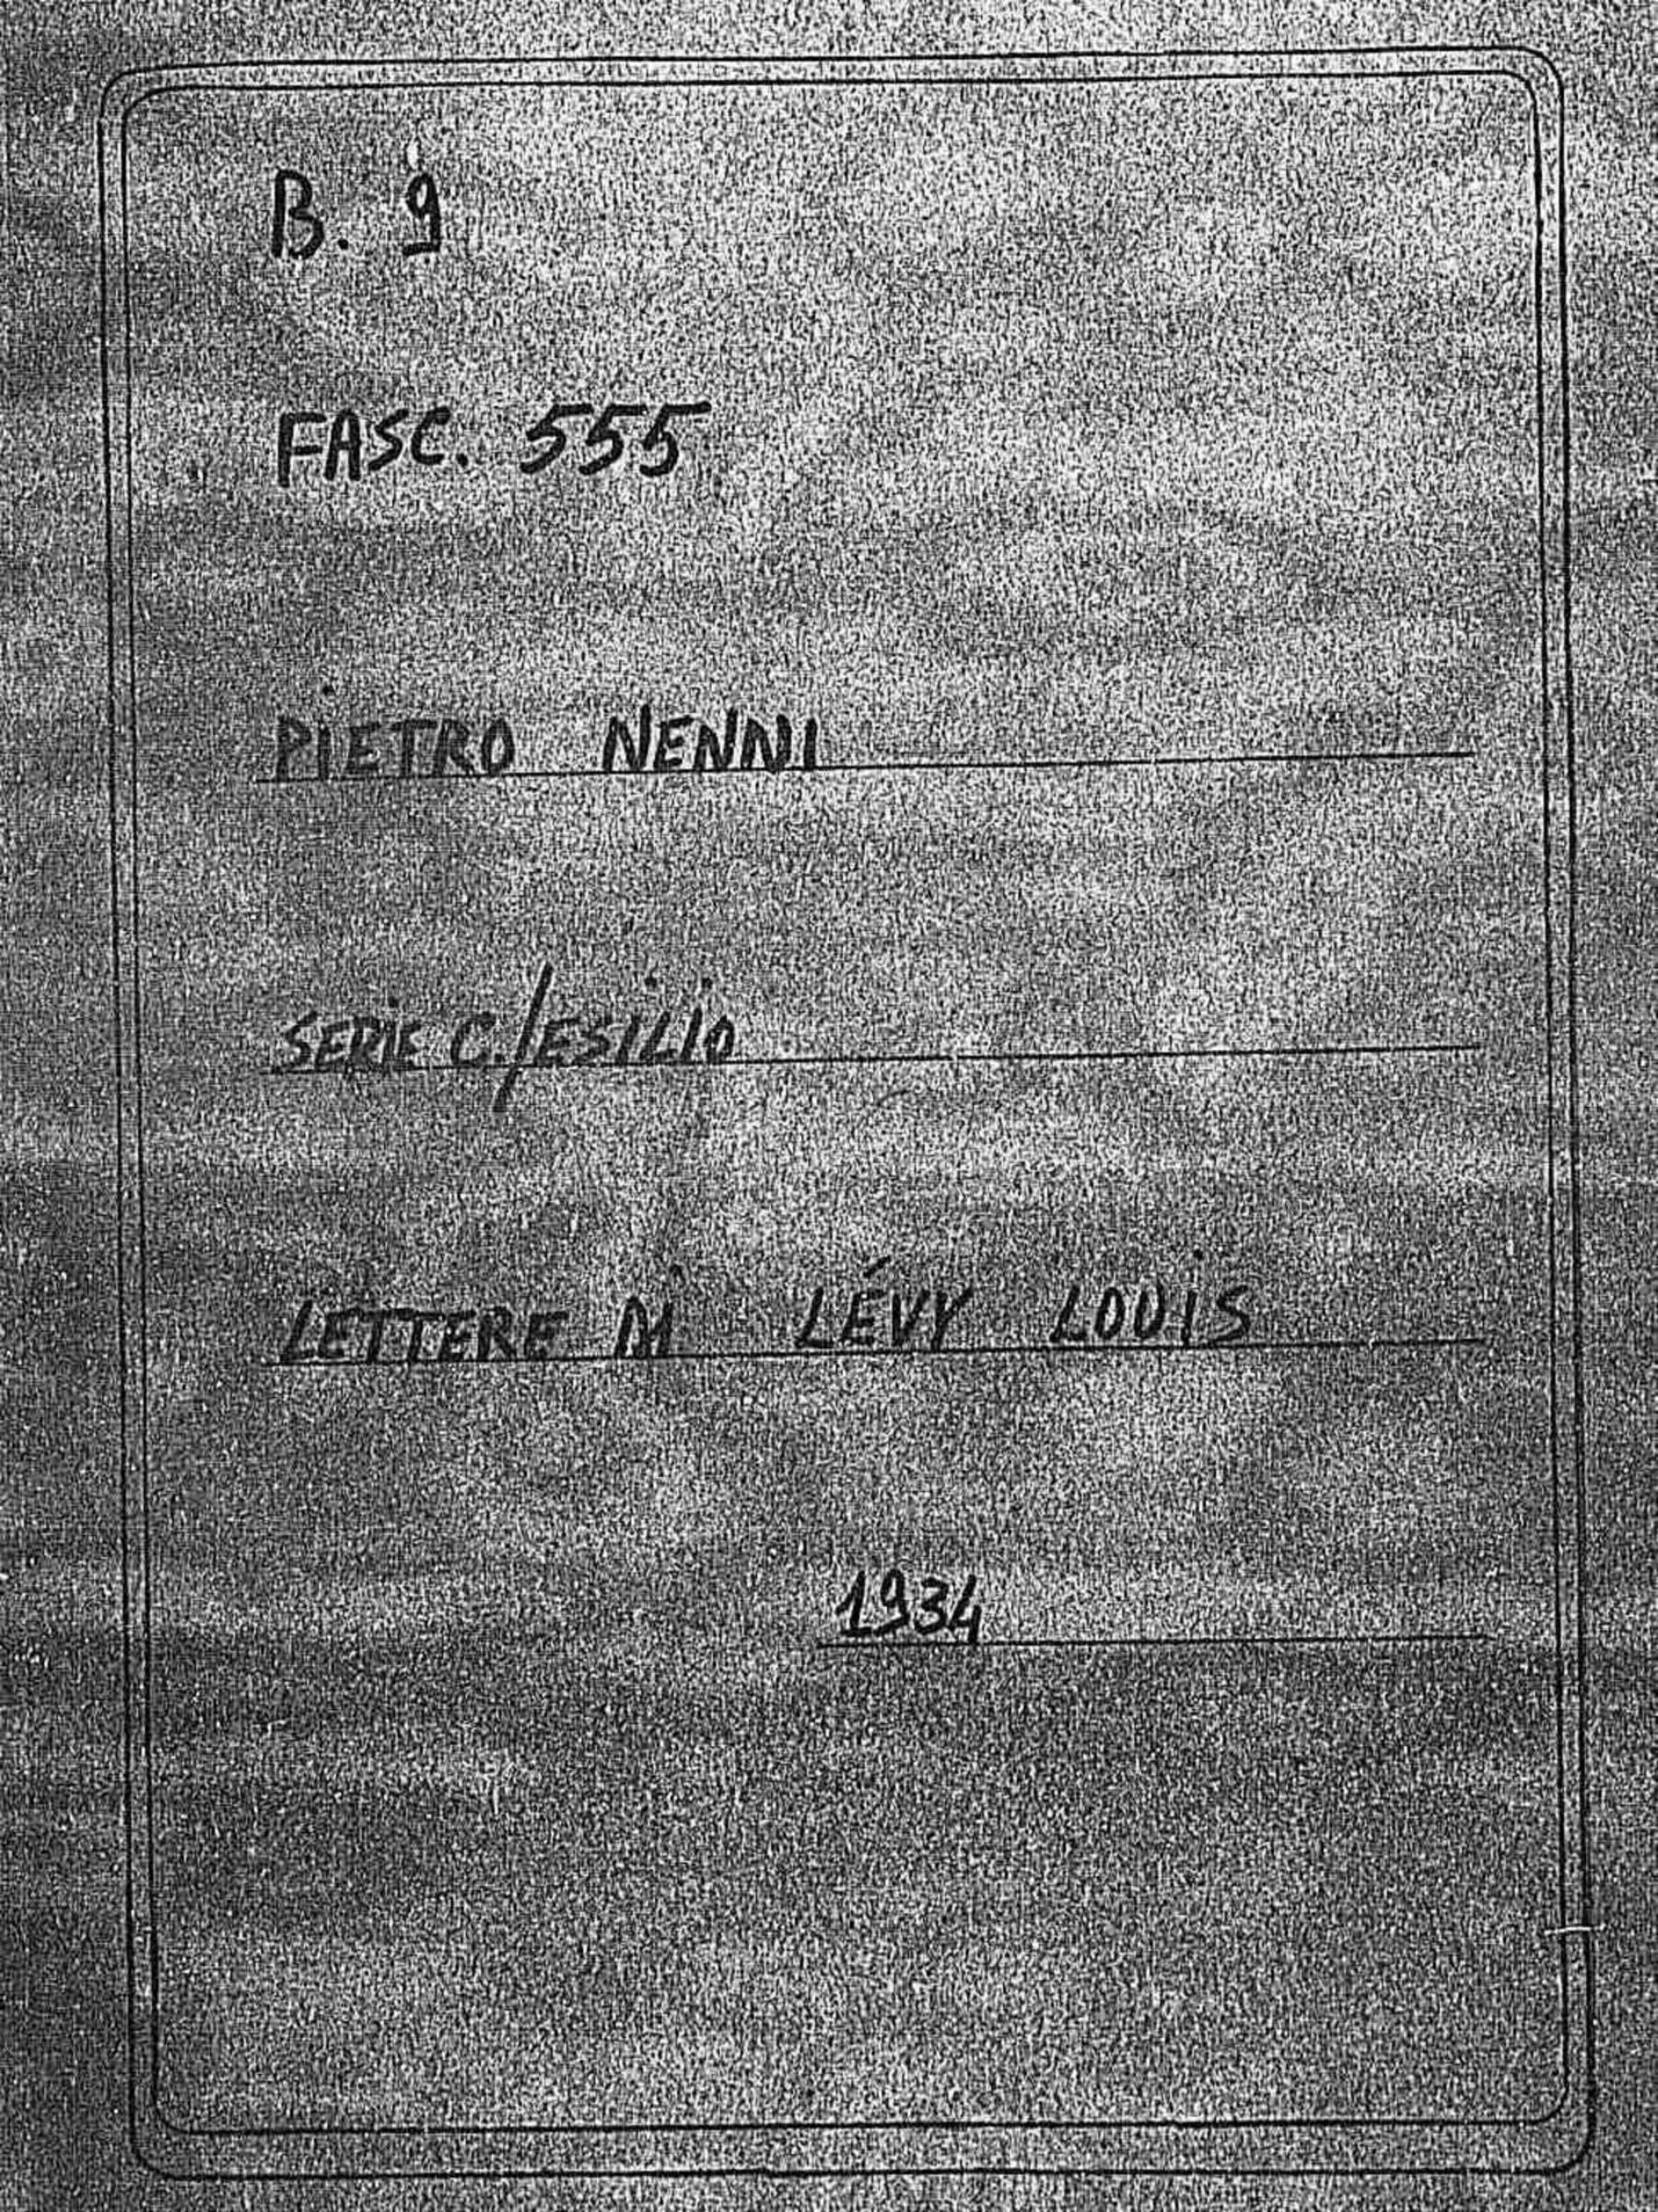 B. 9
FASC. 555
PIETRO NENNI
SERIE C./ESILIO
LETTERE DI LÉVY LOUIS
1934